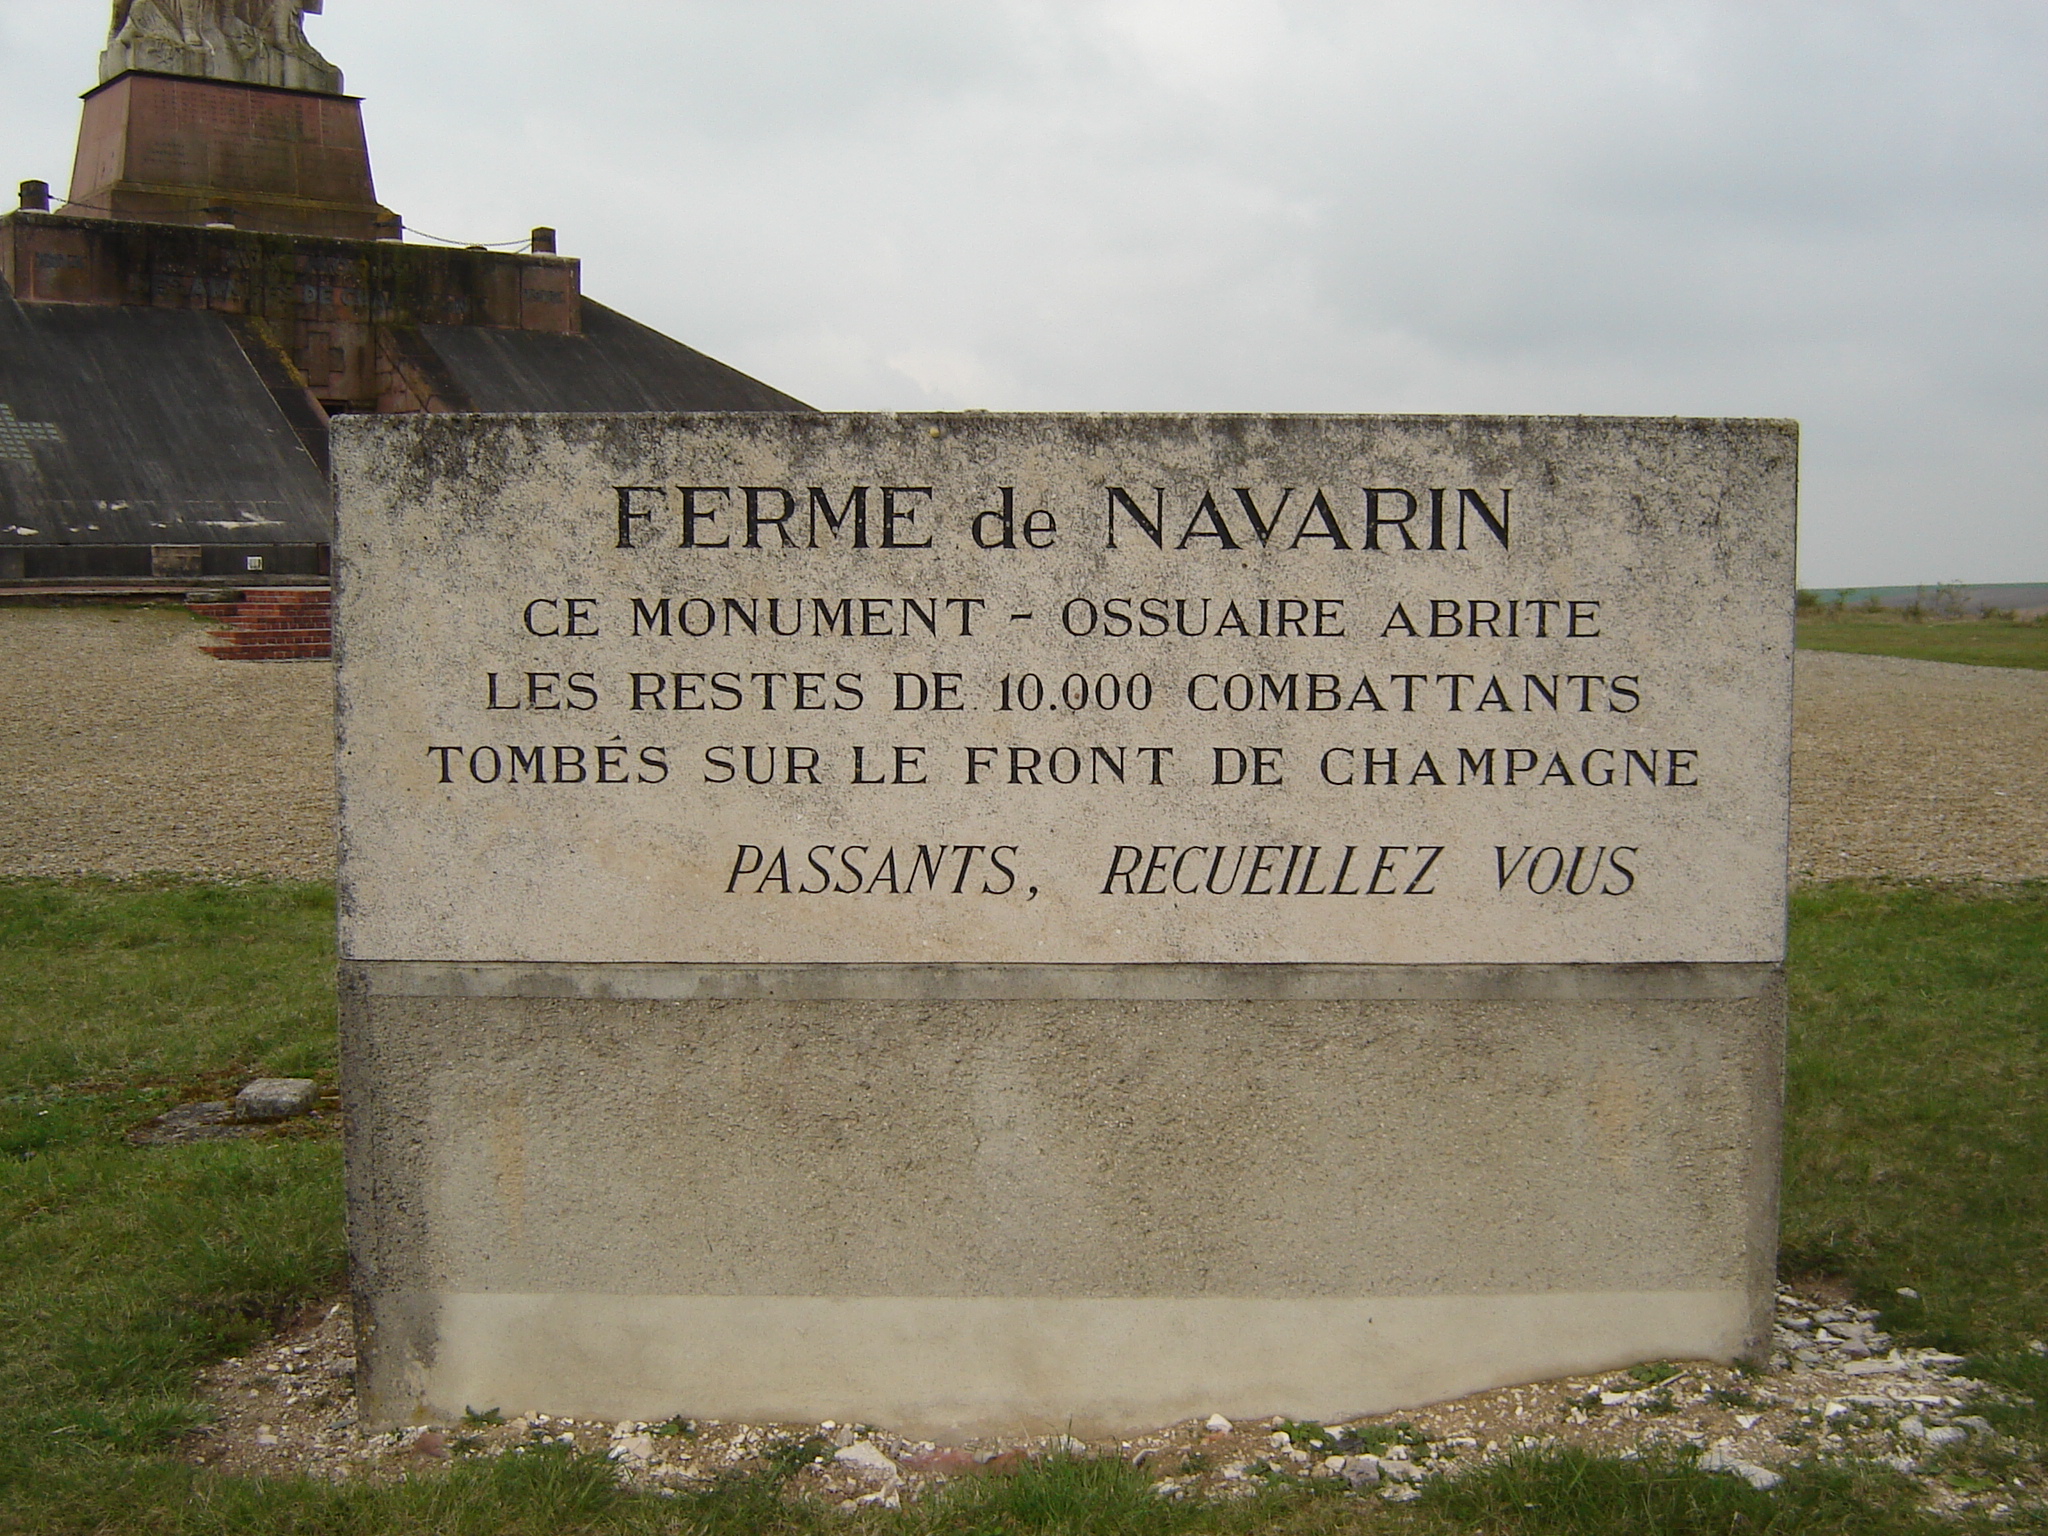 FERME de NAVARIN
CE MONUMENT - OSSUAIRE ABRITE
LES RESTES DE 10.000 COMBATTANTS
TOMBÉS SUR LE FRONT DE CHAMPAGNE
PASSANTS, RECUEILLEZ VOUS